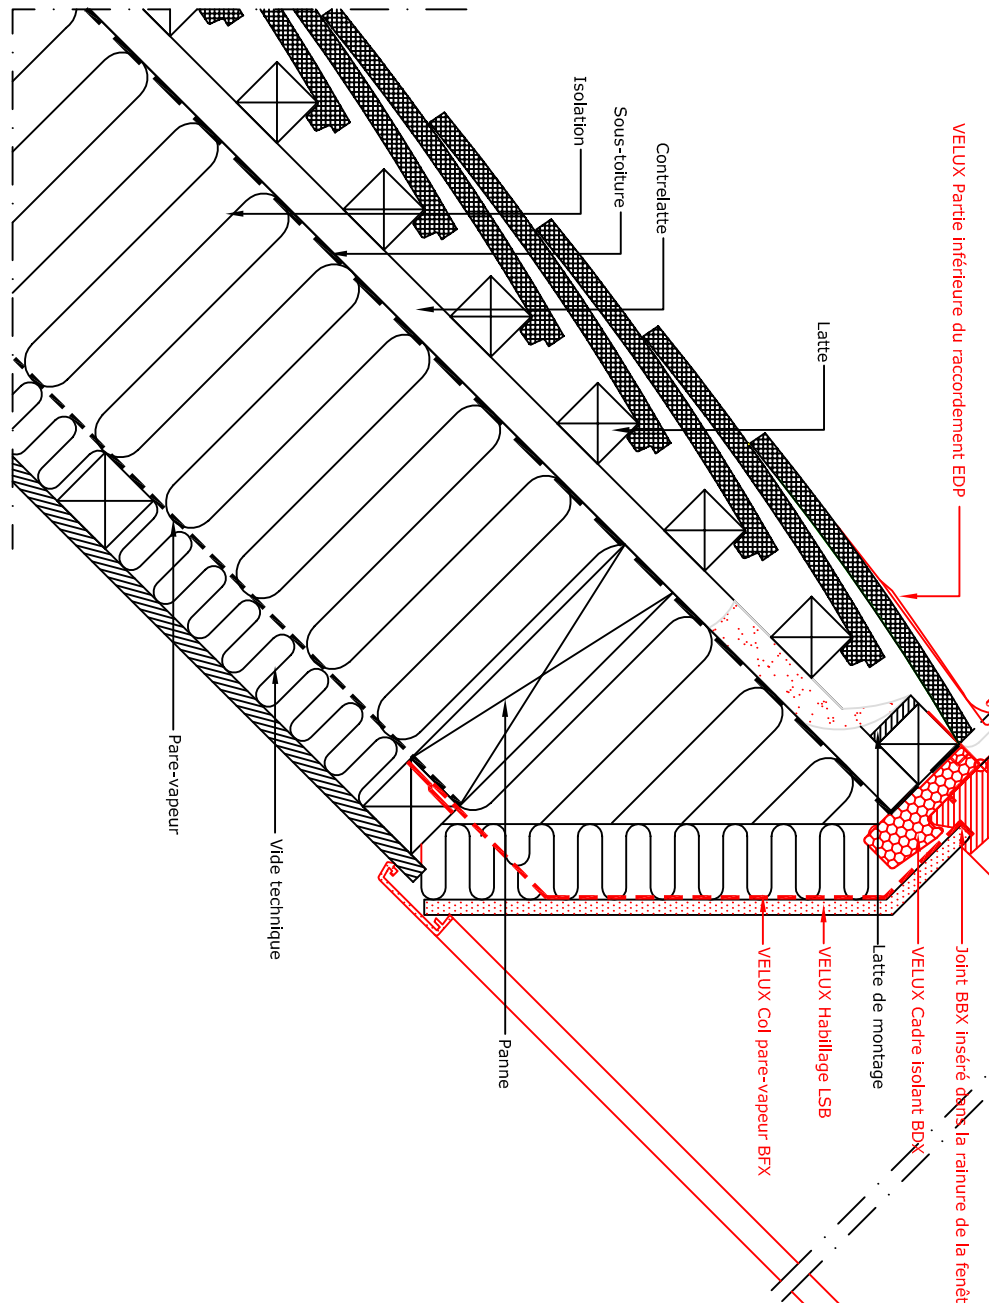 VELUX Partie inférieure du raccordement EDP
Latte
Contrelatte
Sous-toiture
Isolation
Joint BBX inséré dans la rainure de la fenêt
VELUX Cadre isolant BDX
Latte de montage
VELUX Habillage LSB
VELUX Col pare-vapeur BFX
Panne
Vide technique
Pare-vapeur